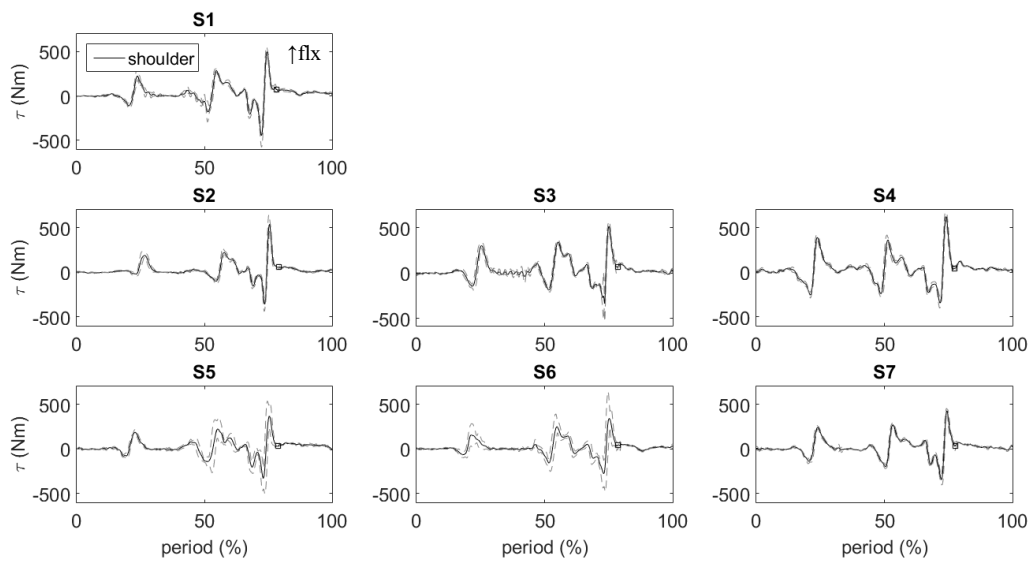 S1
500
0
-500
τ (Nm)
shoulder
↑flx
0 50 100
S2 S3 S4
500 500 500
0 0 0
-500 -500 -500
τ (Nm)
0 50 100 0 50 100 0 50 100
S5 S6 S7
500 500 500
0 0 0
-500 -500 -500
τ (Nm)
0 50 100 0 50 100 0 50 100
period (%) period (%) period (%)